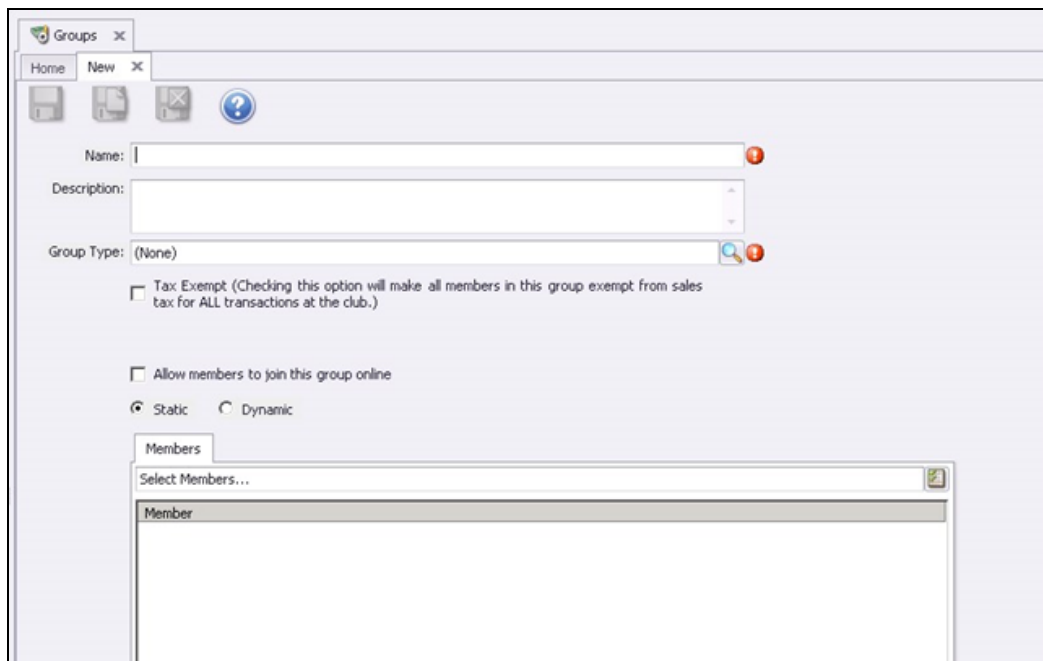 Groups
Home New
Name:
Description:
Group Type: (None)
Tax Exempt (Checking this option will make all members in this group exempt from sales
tax for ALL transactions at the club.)
Allow members to join this group online
Static Dynamic
Members
Select Members...
Member